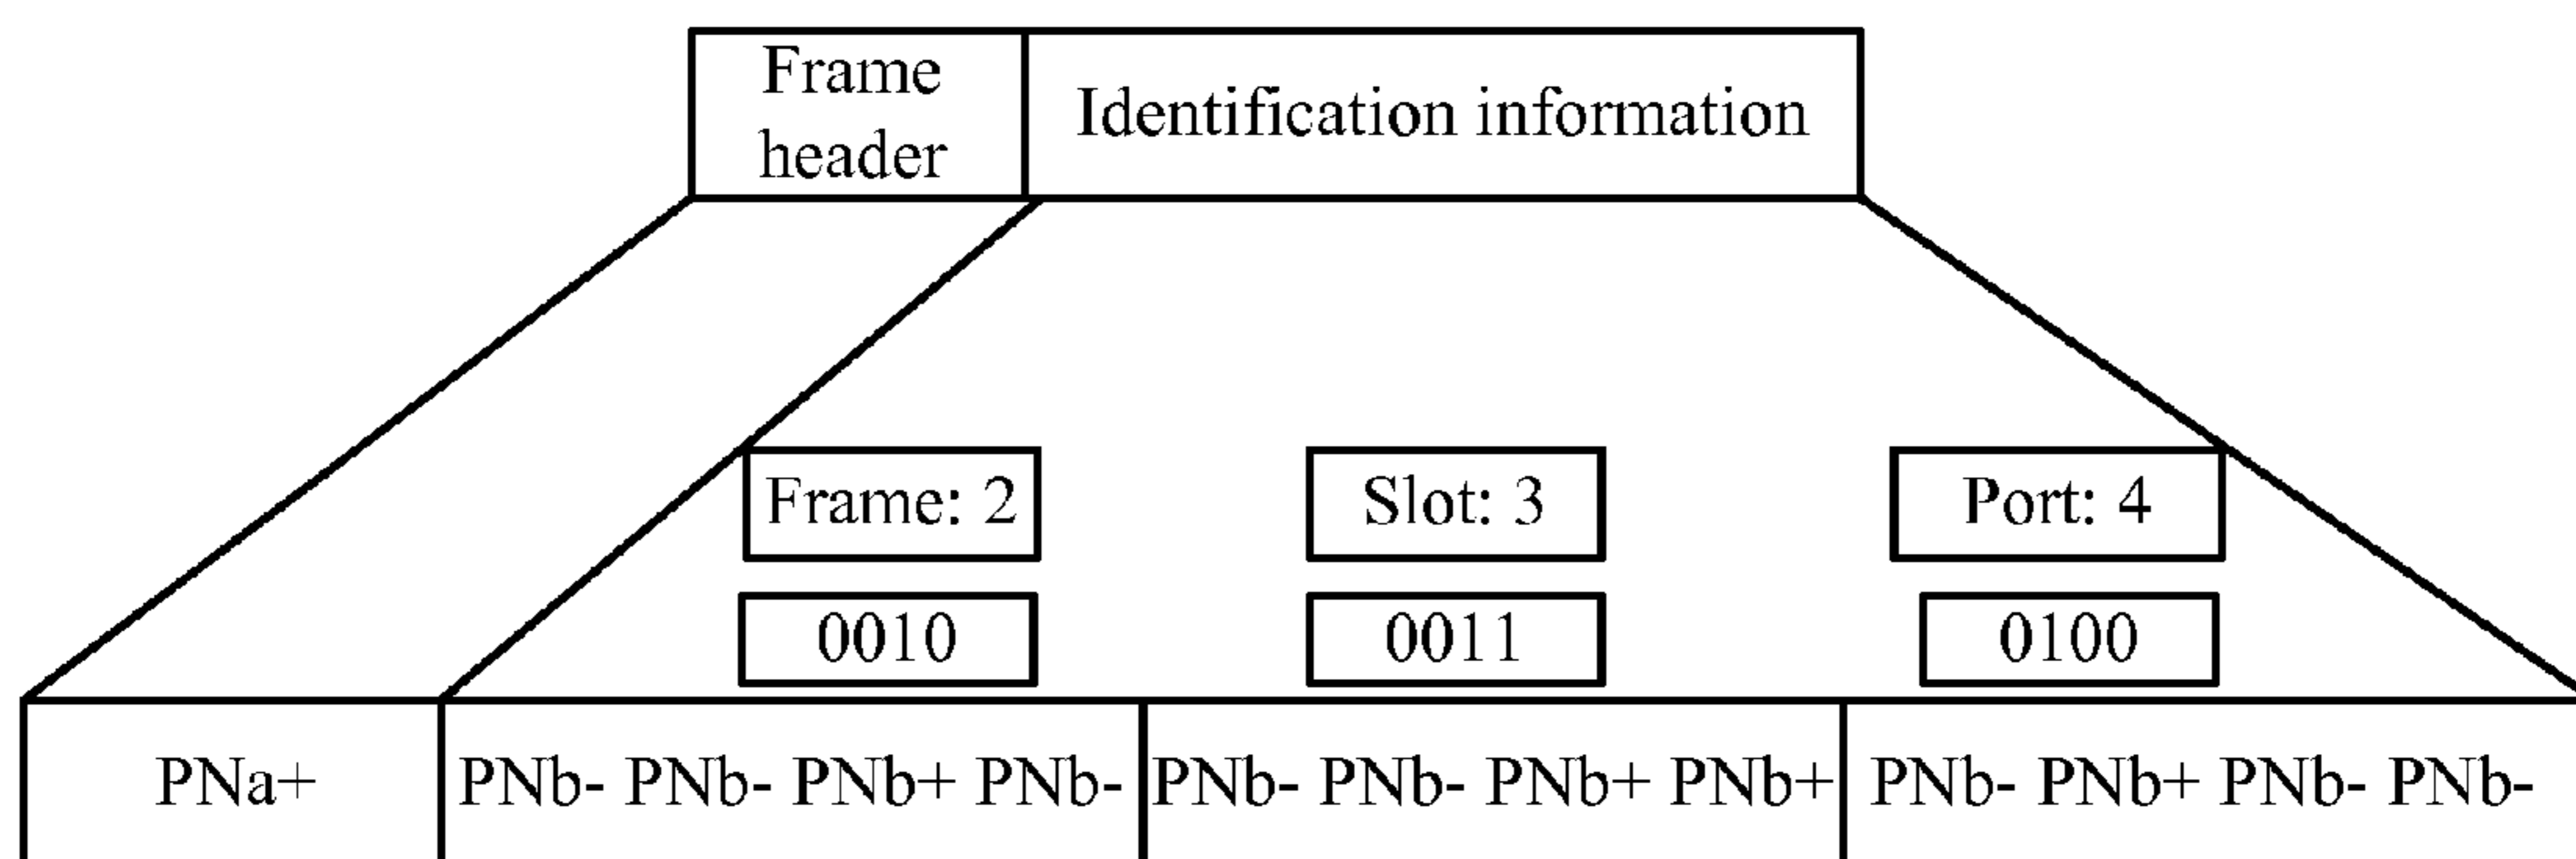 Frame
header
Identification information
Frame: 2
Slot: 3
Port: 4
0010
0011
0100
PNa+
PNb- PNb- PNb+ PNb-
PNb- PNb- PNb+ PNb+
PNb- PNb+ PNb- PNb-